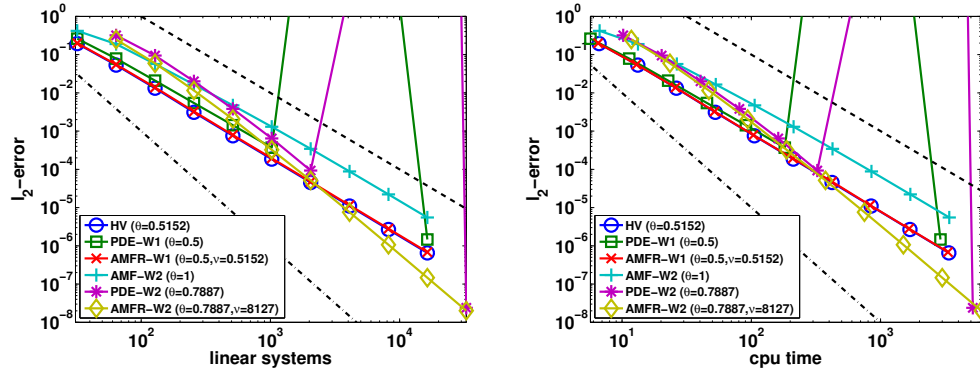 10^0
10^-1
10^-2
10^-3
10^-4
10^-5
10^-6
10^-7
10^-8
l_2-error
HV (θ=0.5152)
PDE-W1 (θ=0.5)
AMFR-W1 (θ=0.5,ν=0.5152)
AMF-W2 (θ=1)
PDE-W2 (θ=0.7887)
AMFR-W2 (θ=0.7887,ν=8127)
10^2 10^3 10^4
linear systems
10^0
10^-1
10^-2
10^-3
10^-4
10^-5
10^-6
10^-7
10^-8
l_2-error
HV (θ=0.5152)
PDE-W1 (θ=0.5)
AMFR-W1 (θ=0.5,ν=0.5152)
AMF-W2 (θ=1)
PDE-W2 (θ=0.7887)
AMFR-W2 (θ=0.7887,ν=8127)
10^1 10^2 10^3
cpu time